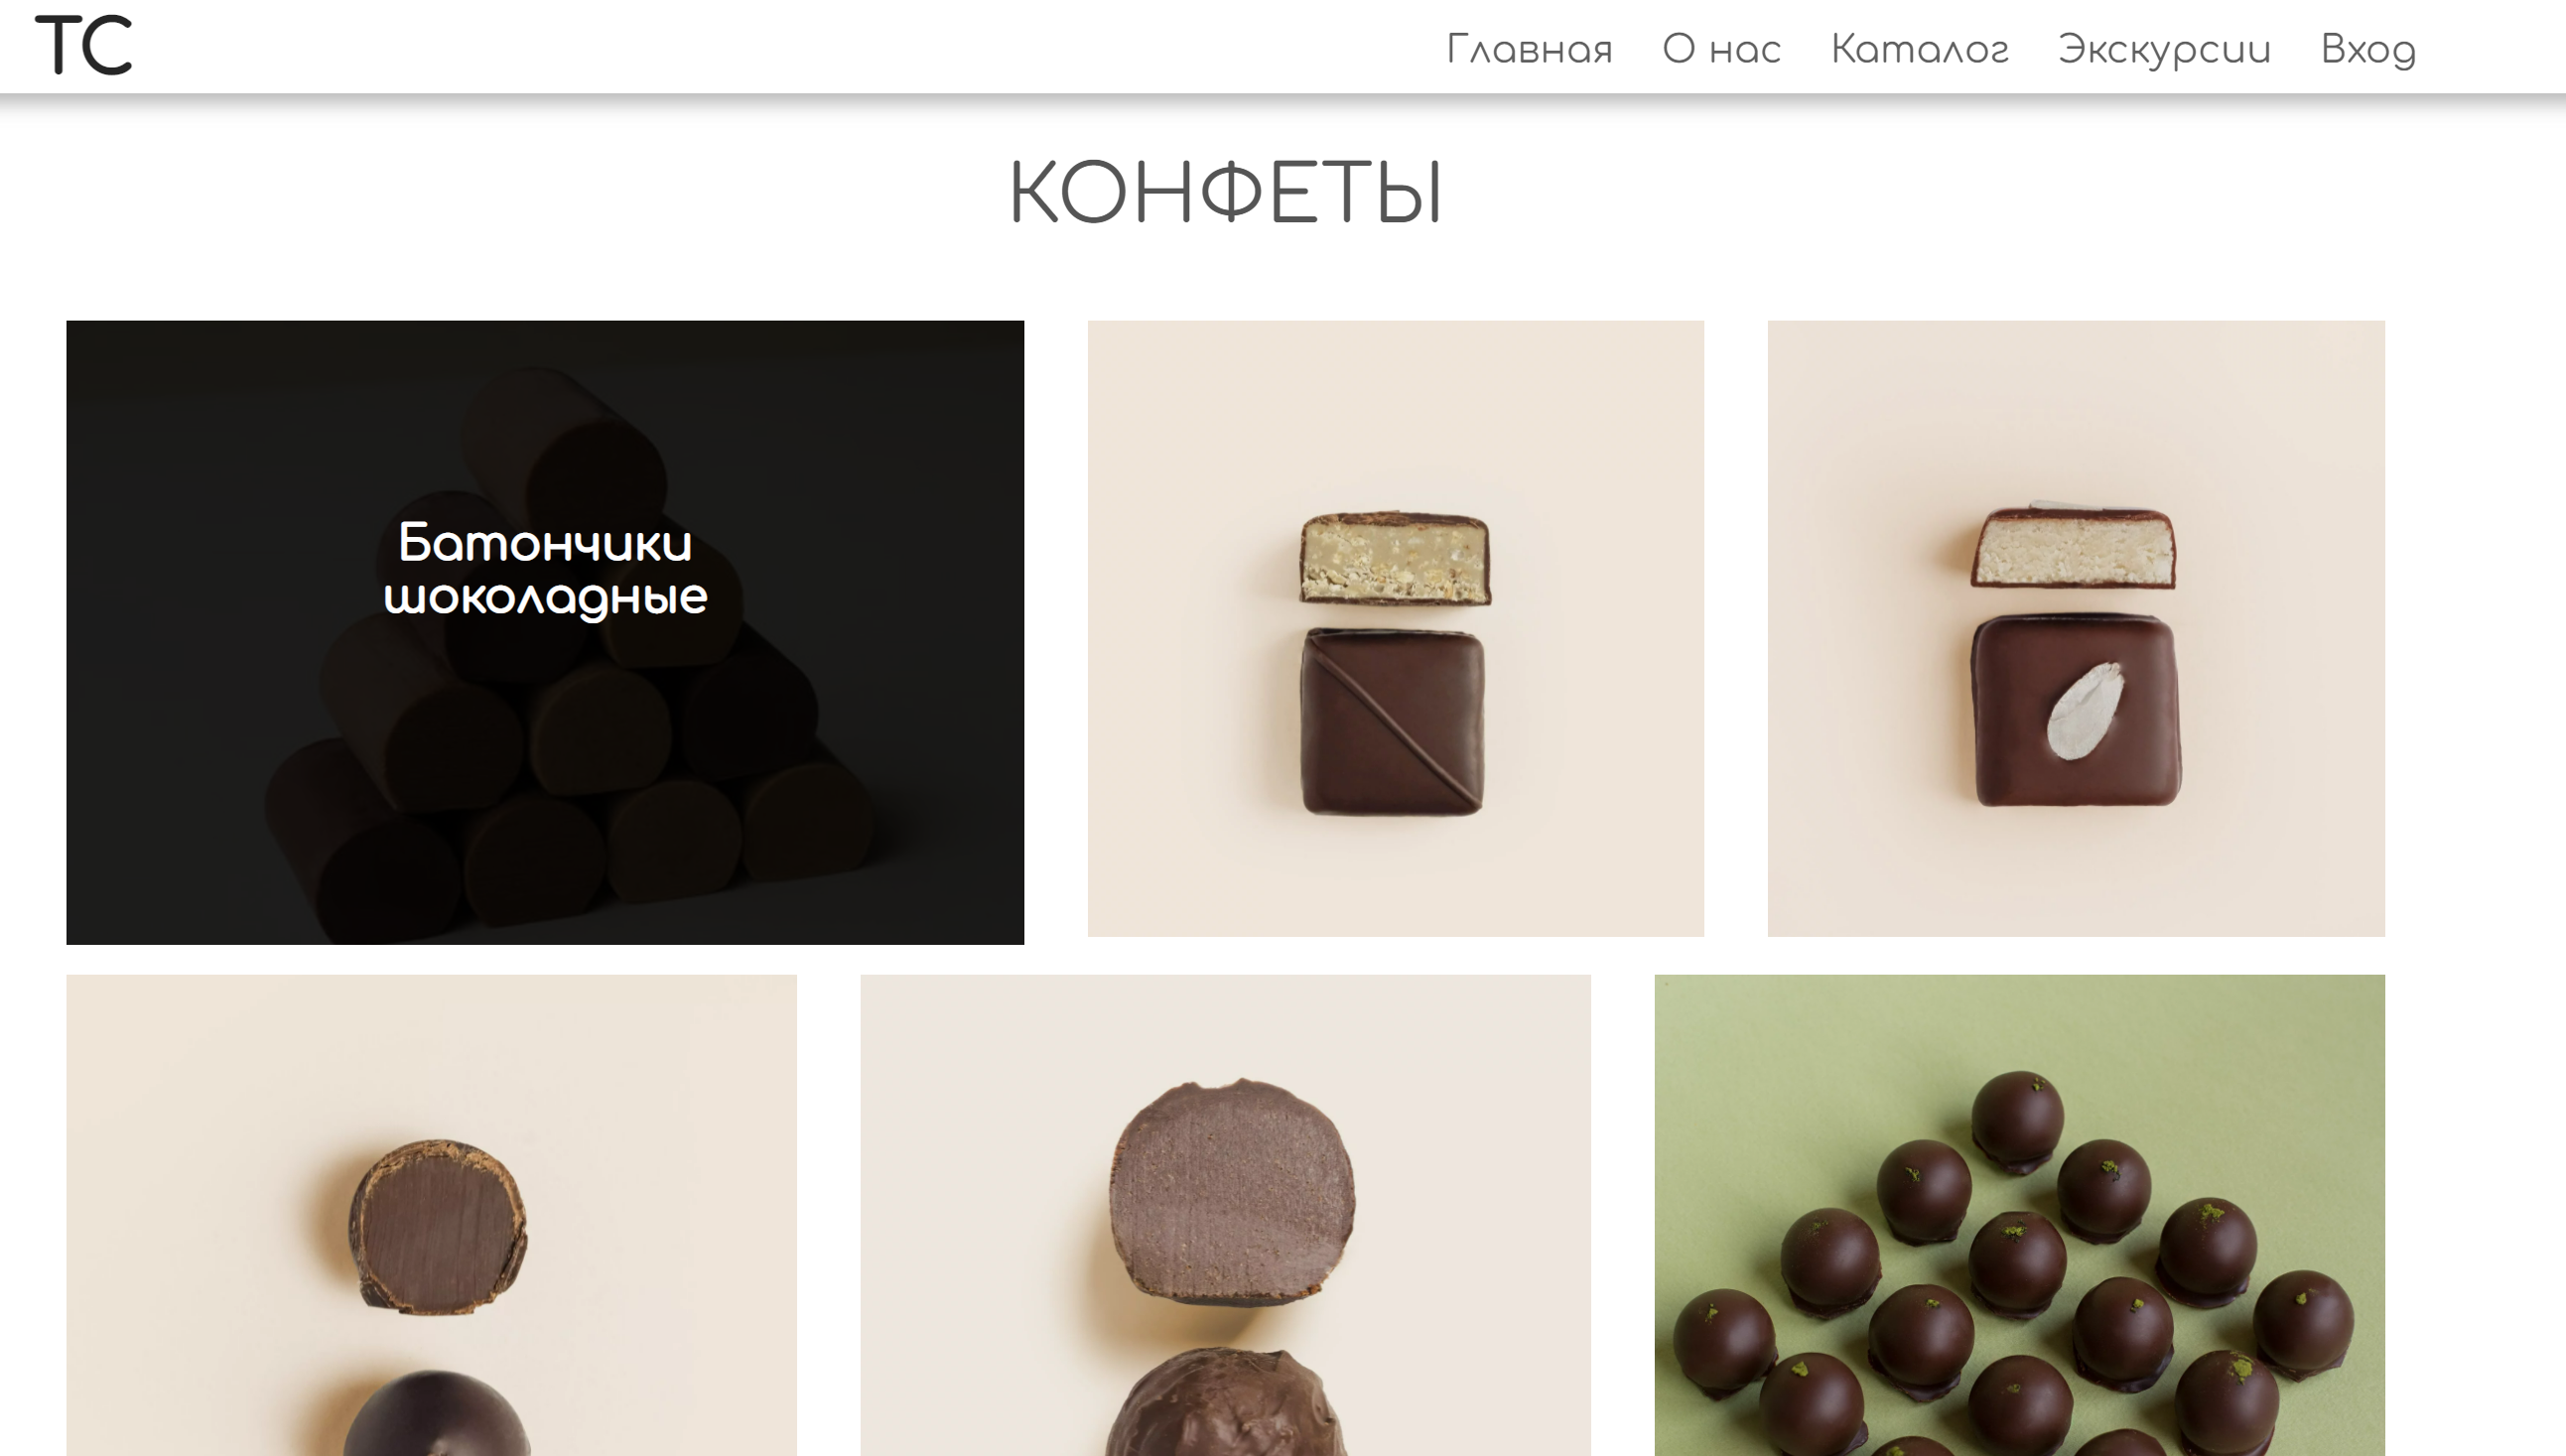 ТС
Главная О нас Каталог Экскурсии Вход
КОНФЕТЫ
Батончики
шоколадные